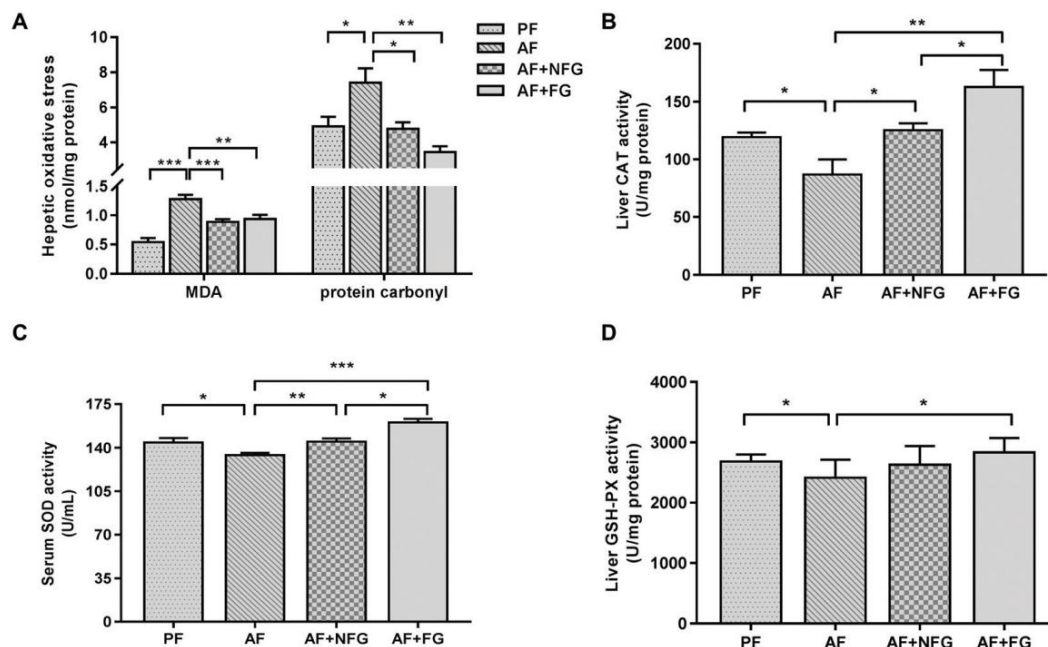 A
Hepetic oxidative stress
(nmol/mg protein)
10
8
6
4
1.5
1.0
0.5
0.0
***
***
**
*
**
*
MDA
protein carbonyl
PF
AF
AF+NFG
AF+FG
B
Liver CAT activity
(U/mg protein)
200
150
100
50
0
**
*
*
*
PF
AF
AF+NFG
AF+FG
C
Serum SOD activity
(U/mL)
175
140
105
70
35
0
***
*
**
*
PF
AF
AF+NFG
AF+FG
D
Liver GSH-PX activity
(U/mg protein)
4000
3000
2000
1000
0
*
*
PF
AF
AF+NFG
AF+FG